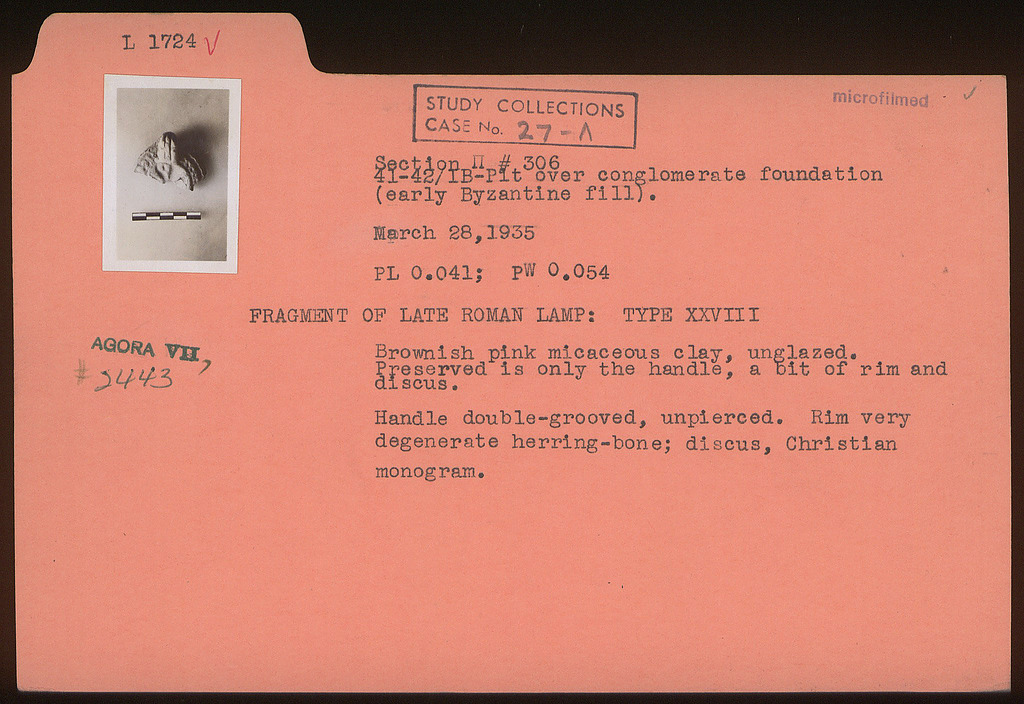 L 1724 ✓
microfilmed ✓
STUDY COLLECTIONS
CASE No. 27-A
Section Π # 306
41-42/IB-Pit over conglomerate foundation
(early Byzantine fill).
March 28,1935
PL 0.041; PW 0.054
FRAGMENT OF LATE ROMAN LAMP: TYPE XXVIII
AGORA VII,
# 2443
Brownish pink micaceous clay, unglazed.
Preserved is only the handle, a bit of rim and
discus.
Handle double-grooved, unpierced. Rim very
degenerate herring-bone; discus, Christian
monogram.